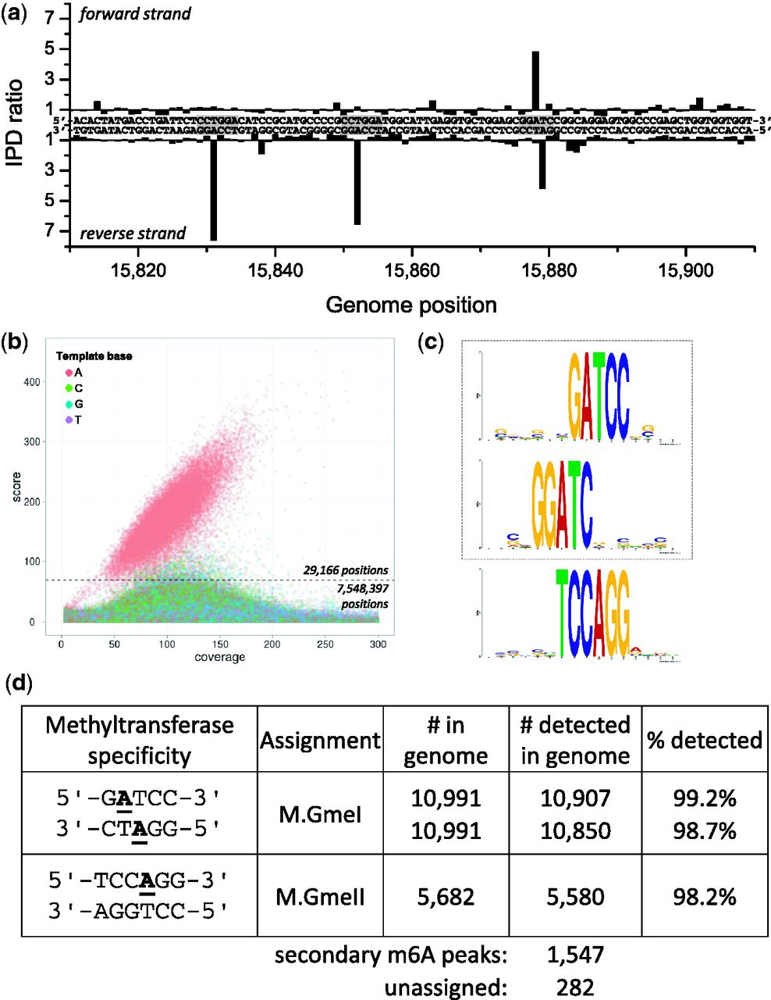 (a)
forward strand
7
5
3
1
5'-ACACTATGACCTGATTCTCCTGGACATCCGCATGCCCCGCCTGGATGGCATTGAGGTGCTGGAGCGGATCCGGCAGGAGTGGCCCGAGCTGGTGGTGGT-3'
3'-TGTGATACTGGACTAAGAGGACCTGTAGGCGTACGGGGCGGACCTACCGTAACTCCACGACCTCGCCTAGGCCGTCCTCACCGGGCTCGACCACCACCA-5'
1
3
5
7
IPD ratio
reverse strand
15,820 15,840 15,860 15,880 15,900
Genome position
(b)
Template base
A
C
G
T
400
300
200
100
0
score
29,166 positions
7,548,397
positions
0 50 100 150 200 250 300
coverage
(c)
GATCC
GGATC
TCCAGG
(d)
Methyltransferase specificity Assignment # in genome # detected in genome % detected
5'-GATCC-3' M.GmeI 10,991 10,907 99.2%
3'-CTAGG-5' 10,991 10,850 98.7%
5'-TCCAGG-3' M.GmeII 5,682 5,580 98.2%
3'-AGGTCC-5'
secondary m6A peaks: 1,547
unassigned: 282